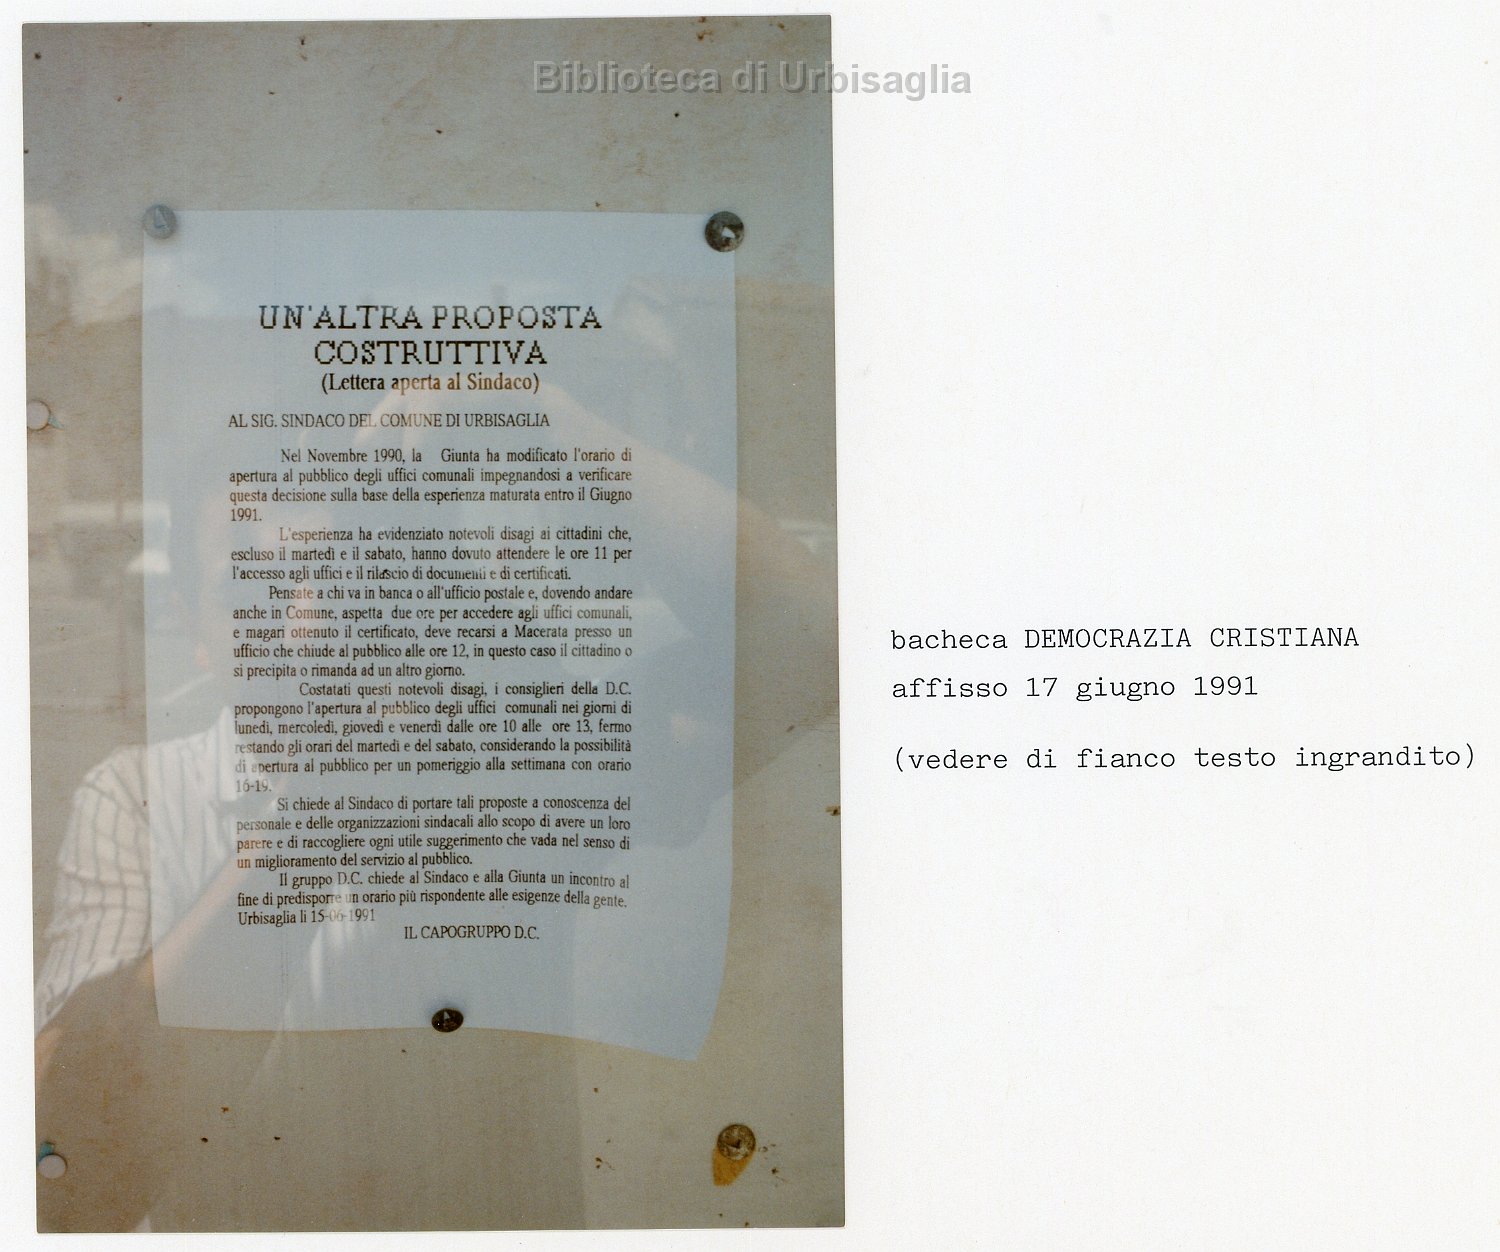 Biblioteca di Urbisaglia
UN'ALTRA PROPOSTA
COSTRUTTIVA
(Lettera aperta al Sindaco)
AL SIG. SINDACO DEL COMUNE DI URBISAGLIA
Nel Novembre 1990, la Giunta ha modificato l'orario di
apertura al pubblico degli uffici comunali impegnandosi a verificare
questa decisione sulla base della esperienza maturata entro il Giugno
1991.
L'esperienza ha evidenziato notevoli disagi ai cittadini che,
escluso il martedì e il sabato, hanno dovuto attendere le ore 11 per
l'accesso agli uffici e il rilascio di documenti e di certificati.
Pensate a chi va in banca o all'ufficio postale e, dovendo andare
anche in Comune, aspetta due ore per accedere agli uffici comunali,
e magari ottenuto il certificato, deve recarsi a Macerata presso un
ufficio che chiude al pubblico alle ore 12, in questo caso il cittadino o
si precipita o rimanda ad un altro giorno.
Costatati questi notevoli disagi, i consiglieri della D.C.
propongono l'apertura al pubblico degli uffici comunali nei giorni di
lunedì, mercoledì, giovedì e venerdì dalle ore 10 alle ore 13, fermo
restando gli orari del martedì e del sabato, considerando la possibilità
di apertura al pubblico per un pomeriggio alla settimana con orario
16-19.
Si chiede al Sindaco di portare tali proposte a conoscenza del
personale e delle organizzazioni sindacali allo scopo di avere un loro
parere e di raccogliere ogni utile suggerimento che vada nel senso di
un miglioramento del servizio al pubblico.
Il gruppo D.C. chiede al Sindaco e alla Giunta un incontro al
fine di predisporre un orario più rispondente alle esigenze della gente.
Urbisaglia li 15-06-1991
IL CAPOGRUPPO D.C.
bacheca DEMOCRAZIA CRISTIANA
affisso 17 giugno 1991
(vedere di fianco testo ingrandito)